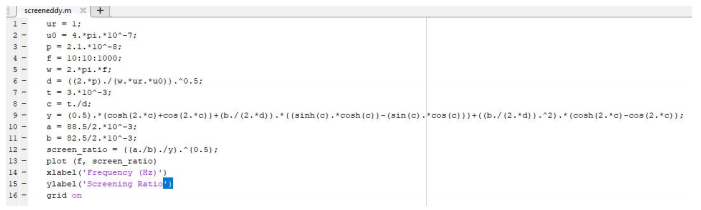 screeneddy.m × +
1 - ur = 1;
2 - u0 = 4.*pi.*10^-7;
3 - p = 2.1.*10^-8;
4 - f = 10:10:1000;
5 - w = 2.*pi.*f;
6 - d = ((2.*p)./(w.*ur.*u0)).^0.5;
7 - t = 3.*10^-3;
8 - c = t./d;
9 - y = (0.5).*(cosh(2.*c)+cos(2.*c))+(b./(2.*d)).*((sinh(c).*cosh(c))-(sin(c).*cos(c)))+((b./(2.*d)).^2).*(cosh(2.*c)-cos(2.*c));
10 - a = 88.5/2.*10^-3;
11 - b = 82.5/2.*10^-3;
12 - screen_ratio = ((a./b)./y).^(0.5);
13 - plot (f, screen_ratio)
14 - xlabel('Frequency (Hz)')
15 - ylabel('Screening Ratio')
16 - grid on